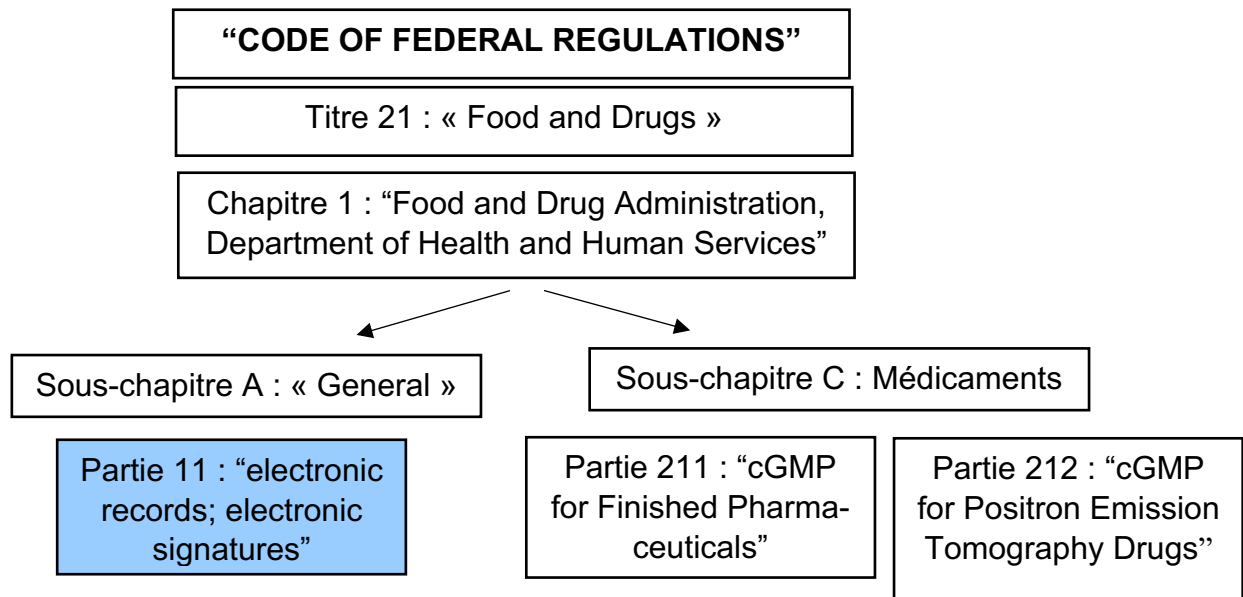 “CODE OF FEDERAL REGULATIONS”
Titre 21 : « Food and Drugs »
Chapitre 1 : “Food and Drug Administration,
Department of Health and Human Services”
Sous-chapitre A : « General »
Sous-chapitre C : Médicaments
Partie 11 : “electronic
records; electronic
signatures”
Partie 211 : “cGMP
for Finished Pharma-
ceuticals”
Partie 212 : “cGMP
for Positron Emission
Tomography Drugs”